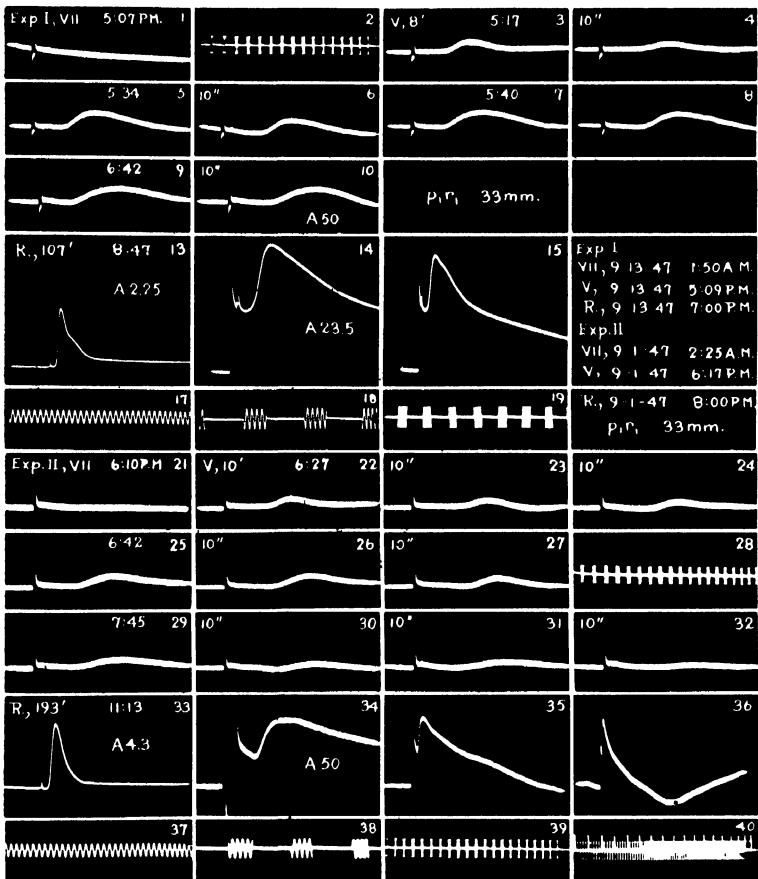 Exp I, VII 5:07 P.M. 1
2
V, 8' 5:17 3
10" 4
5:34 5
10" 6
5:40 7
8
6:42 9
10" 10
A 50
p₁r₁ 33mm.
R., 107' 8:47 13
A 2.25
14
A 23.5
15
Exp I
VII, 9 13 47 1:50 A.M.
V, 9 13 47 5:09 P.M.
R., 9 13 47 7:00 P.M.
Exp. II
VII, 9 1-47 2:25 A.M.
V, 9-1-47 6:17 P.M.
17
18
19
R., 9-1-47 8:00 P.M.
p₁r₁ 33mm.
Exp. II, VII 6:10 P.M 21
V, 10' 6:27 22
10" 23
10" 24
6:42 25
10" 26
10" 27
28
7:45 29
10" 30
10" 31
10" 32
R., 193' 11:13 33
A 4.3
34
A 50
35
36
37
38
39
40